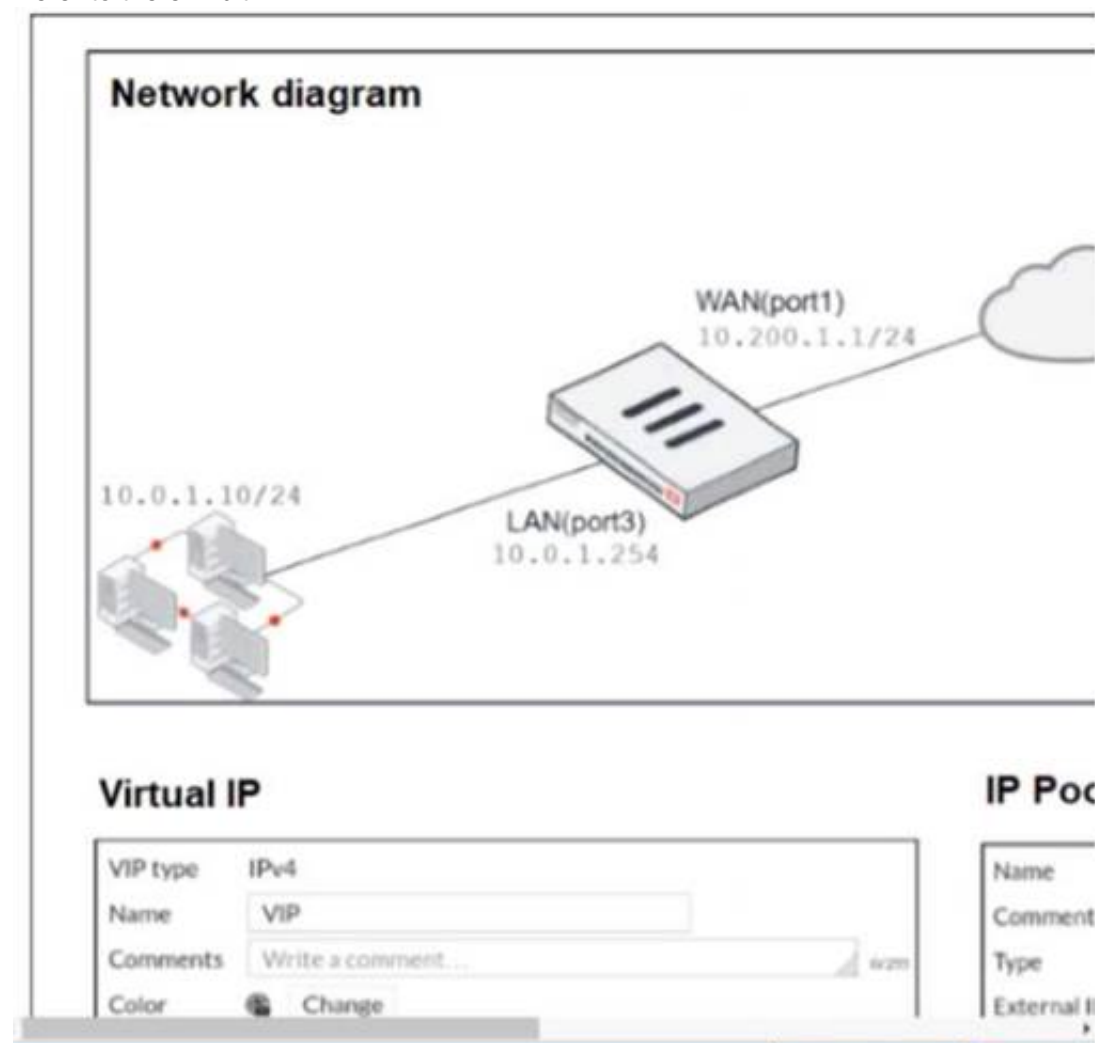 Network diagram
WAN(port1)
10.200.1.1/24
10.0.1.10/24
LAN(port3)
10.0.1.254
Virtual IP
IP Poo
VIP type IPv4
Name VIP
Comments Write a comment...
Color Change
Name
Comment
Type
External I